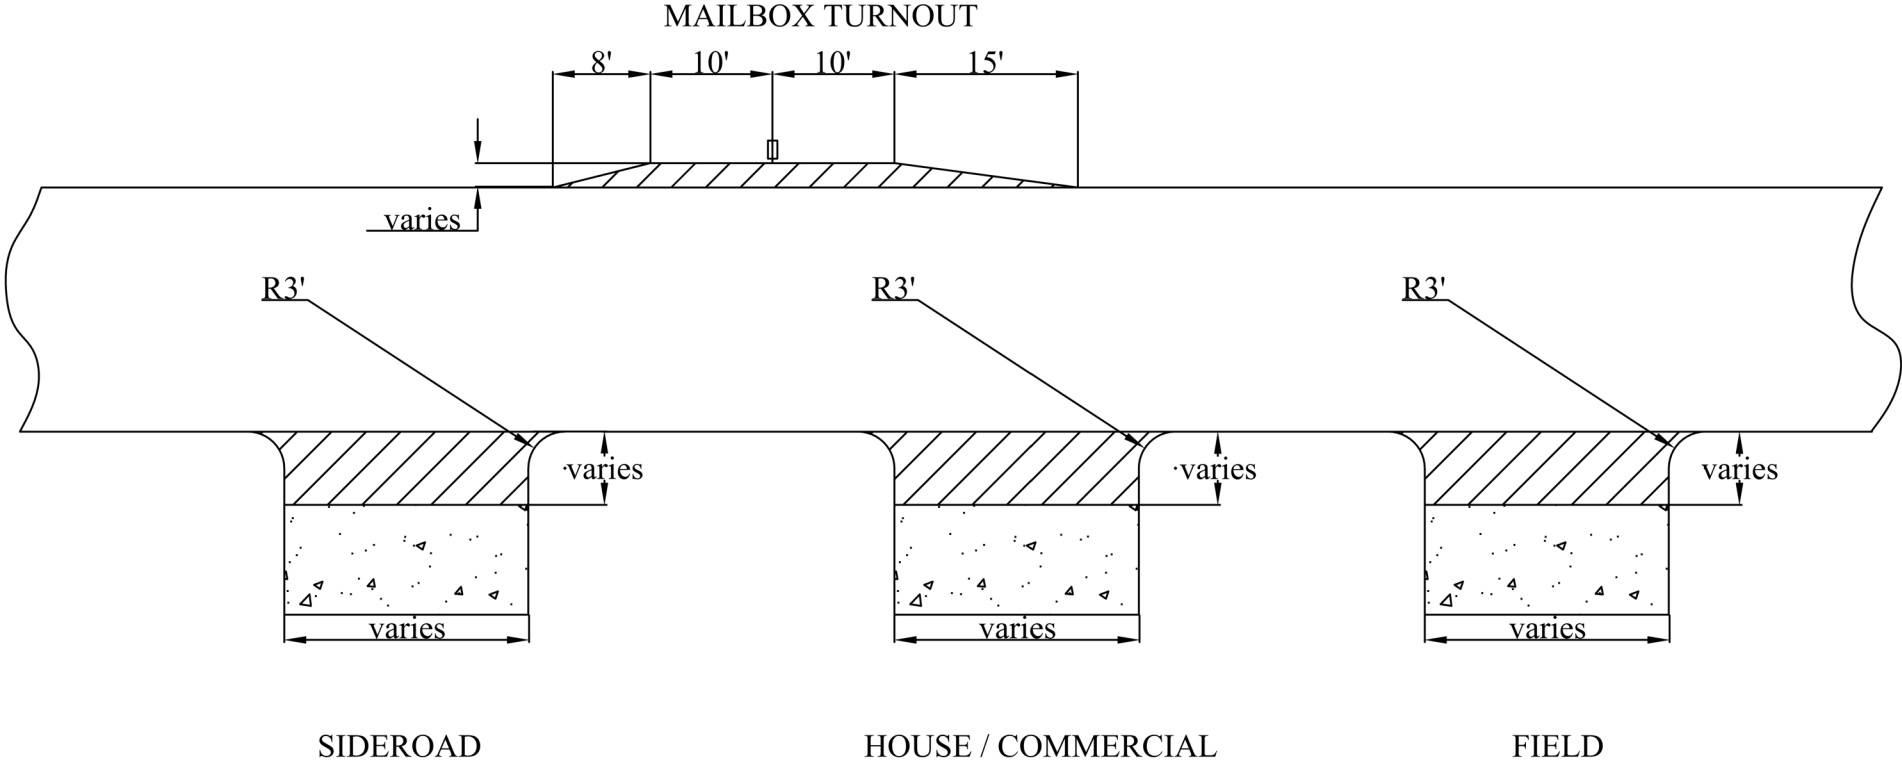 MAILBOX TURNOUT
8' 10' 10' 15'
varies
R3' R3' R3'
varies varies varies
varies varies varies
SIDEROAD HOUSE / COMMERCIAL FIELD